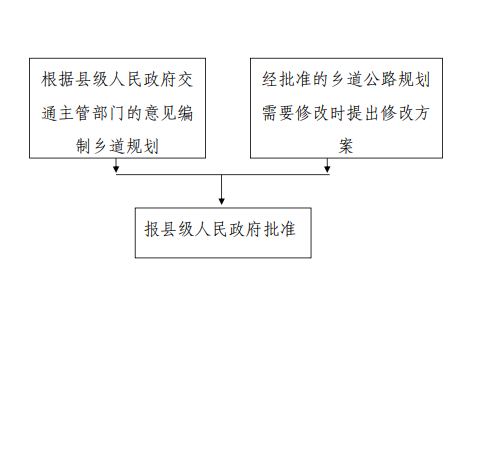 根据县级人民政府交
通主管部门的意见编
制乡道规划
经批准的乡道公路规划
需要修改时提出修改方
案
报县级人民政府批准